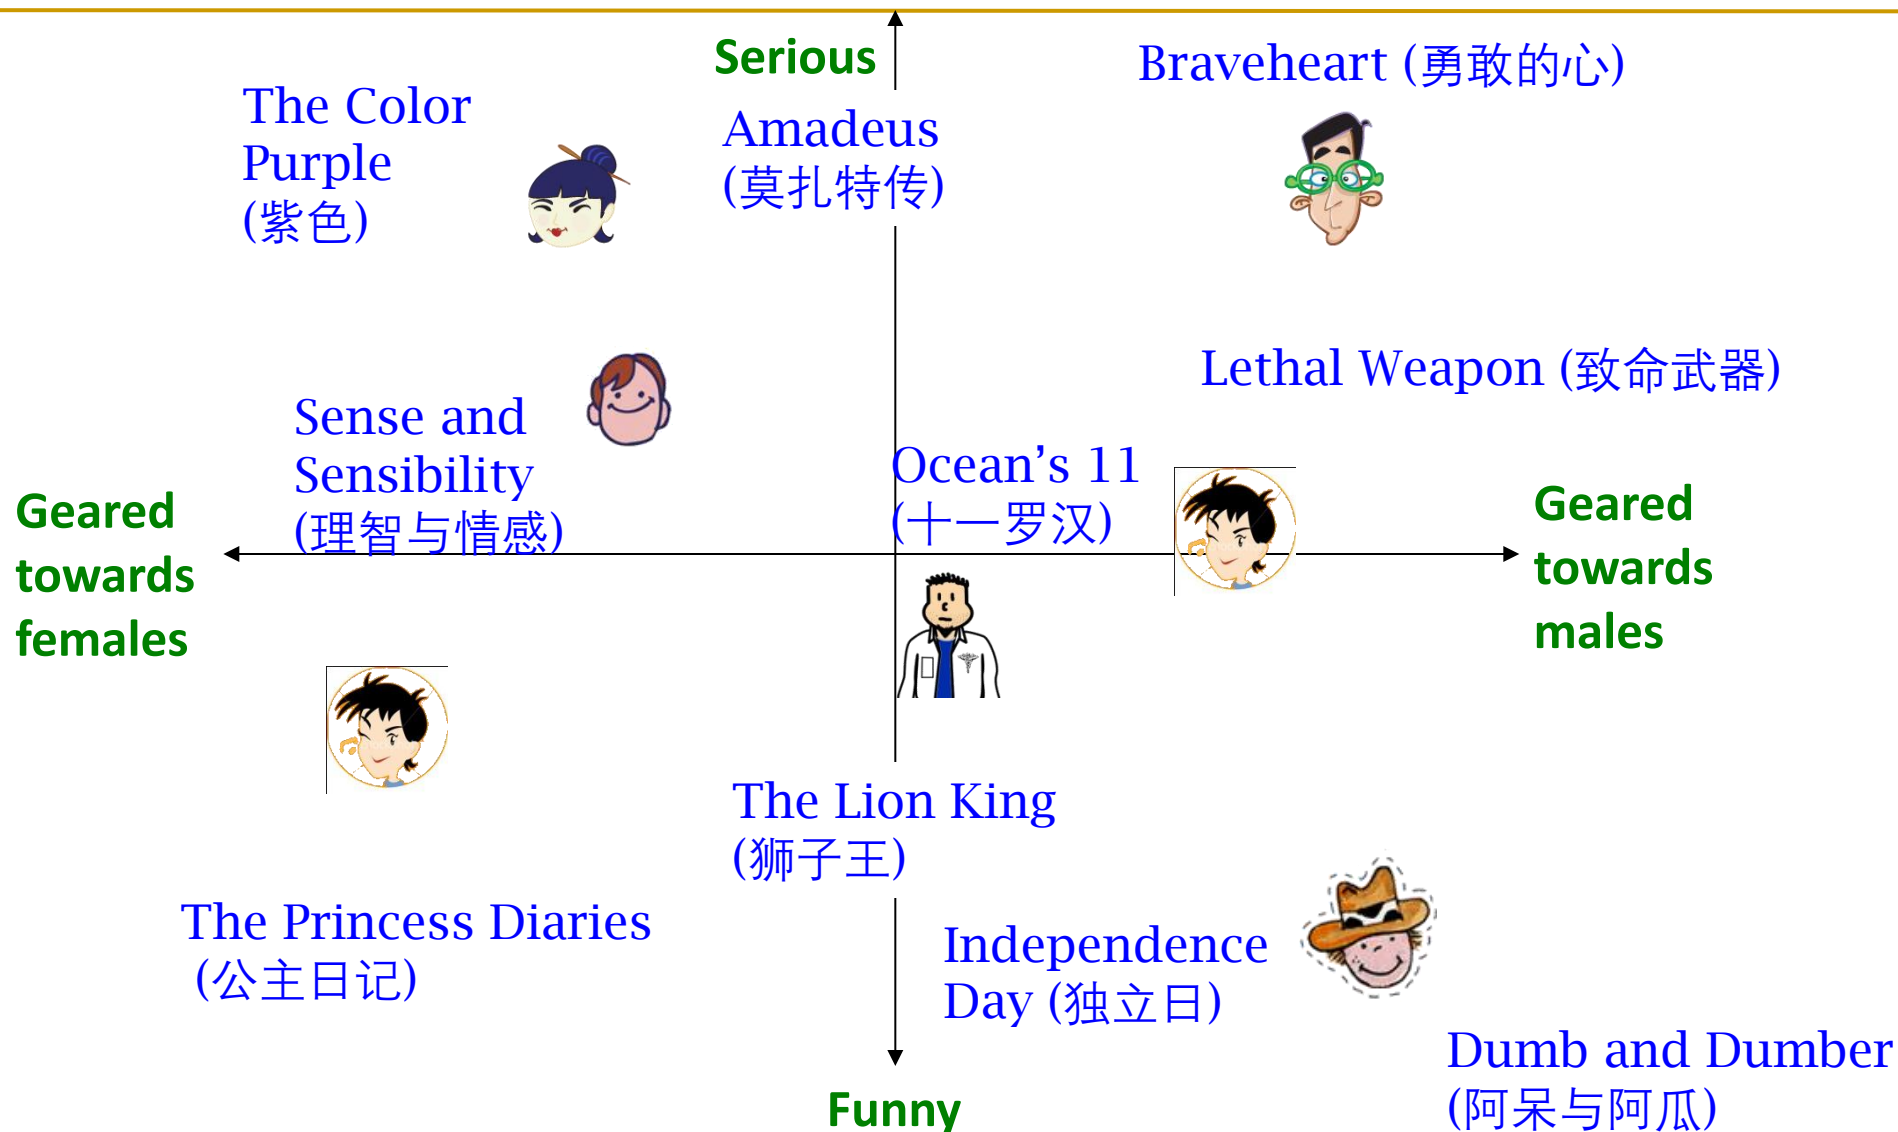 Serious
Braveheart (勇敢的心)
The Color
Purple
(紫色)
Amadeus
(莫扎特传)
Lethal Weapon (致命武器)
Sense and
Sensibility
(理智与情感)
Ocean’s 11
(十一罗汉)
Geared
towards
females
Geared
towards
males
The Lion King
(狮子王)
The Princess Diaries
(公主日记)
Independence
Day (独立日)
Dumb and Dumber
(阿呆与阿瓜)
Funny